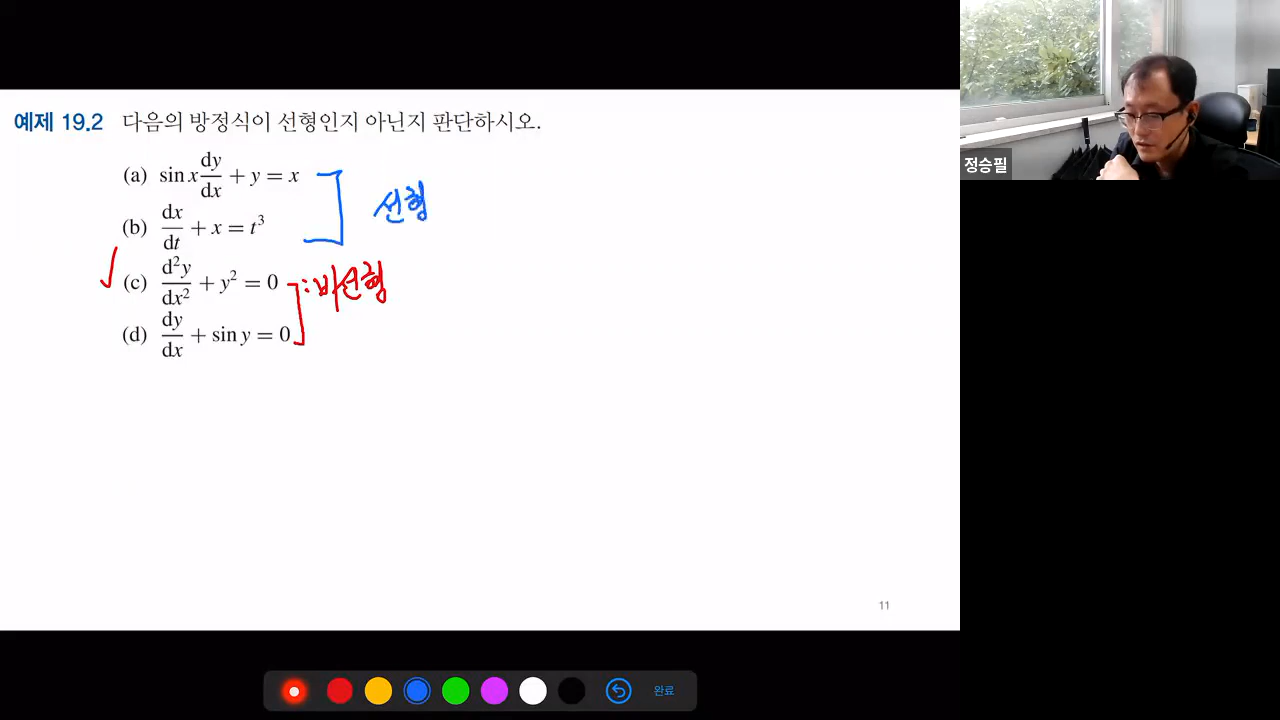 예제 19.2 다음의 방정식이 선형인지 아닌지 판단하시오.
(a) sin x dy/dx + y = x
(b) dx/dt + x = t³
선형
(c) d²y/dx² + y² = 0
: 비선형
(d) dy/dx + sin y = 0
11
정승필
완료